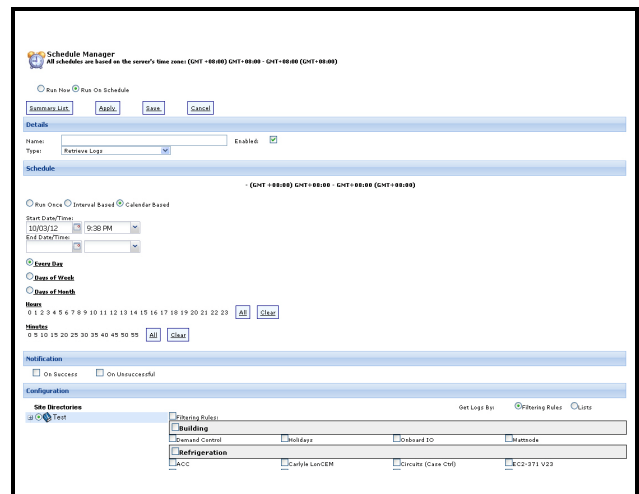 Schedule Manager
All schedules are based on the server's time zone: (GMT +08:00) GMT+08:00 - GMT+08:00 (GMT+08:00)
Run Now Run On Schedule
Summary List Apply Save Cancel
Details
Name: Enabled:
Type: Retrieve Logs
Schedule
- (GMT +08:00) GMT+08:00 - GMT+08:00 (GMT+08:00)
Run Once Interval Based Calendar Based
Start Date/Time:
10/03/12 9:38 PM
End Date/Time:
Every Day
Days of Week
Days of Month
Hours
0 1 2 3 4 5 6 7 8 9 10 11 12 13 14 15 16 17 18 19 20 21 22 23 All Clear
Minutes
0 5 10 15 20 25 30 35 40 45 50 55 All Clear
Notification
On Success On Unsuccessful
Configuration
Site Directories Get Logs By: Filtering Rules Lists
Test Filtering Rules:
Building
Demand Control Holidays Onboard IO Wattnode
Refrigeration
ACC Carlyle LonCEM Circuits (Case Ctrl) EC2-371 V23